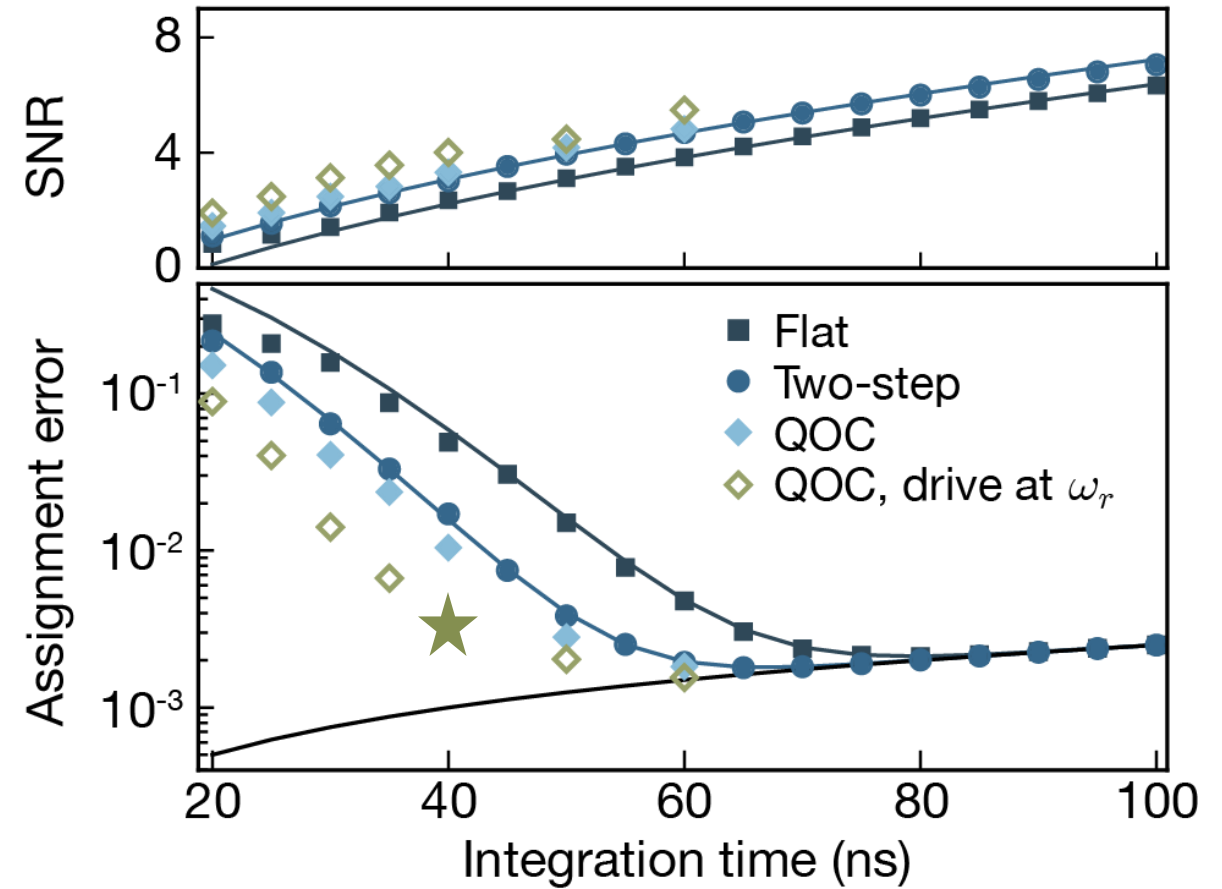 8
4
0
SNR
10⁻¹
10⁻²
10⁻³
Assignment error
Flat
Two-step
QOC
QOC, drive at ωᵣ
20 40 60 80 100
Integration time (ns)